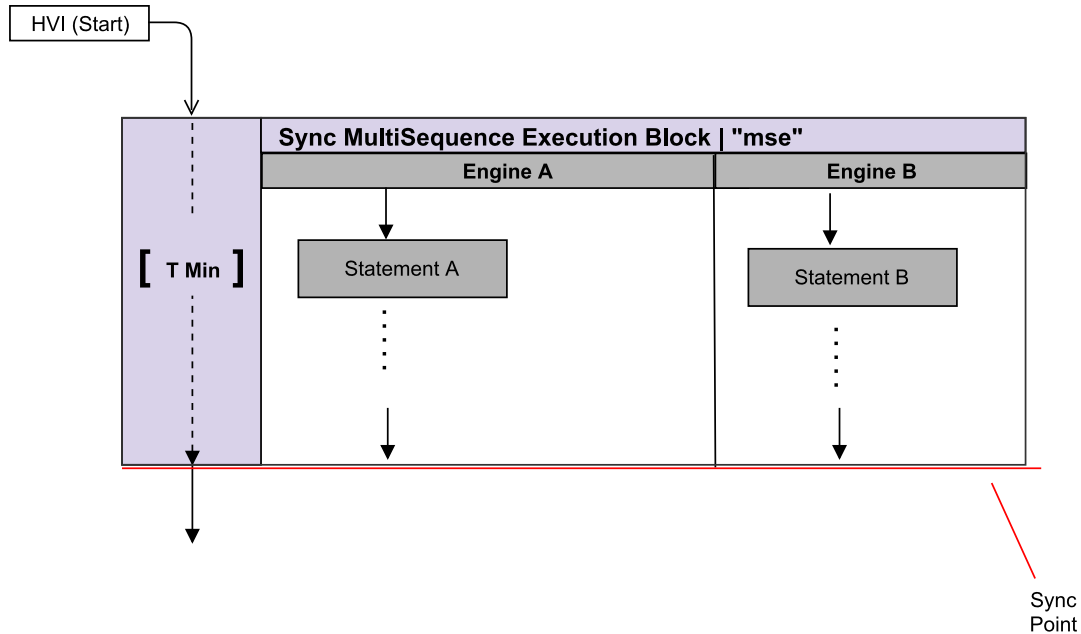 HVI (Start)
Sync MultiSequence Execution Block | "mse"
Engine A
Engine B
[ T Min ]
Statement A
Statement B
Sync
Point